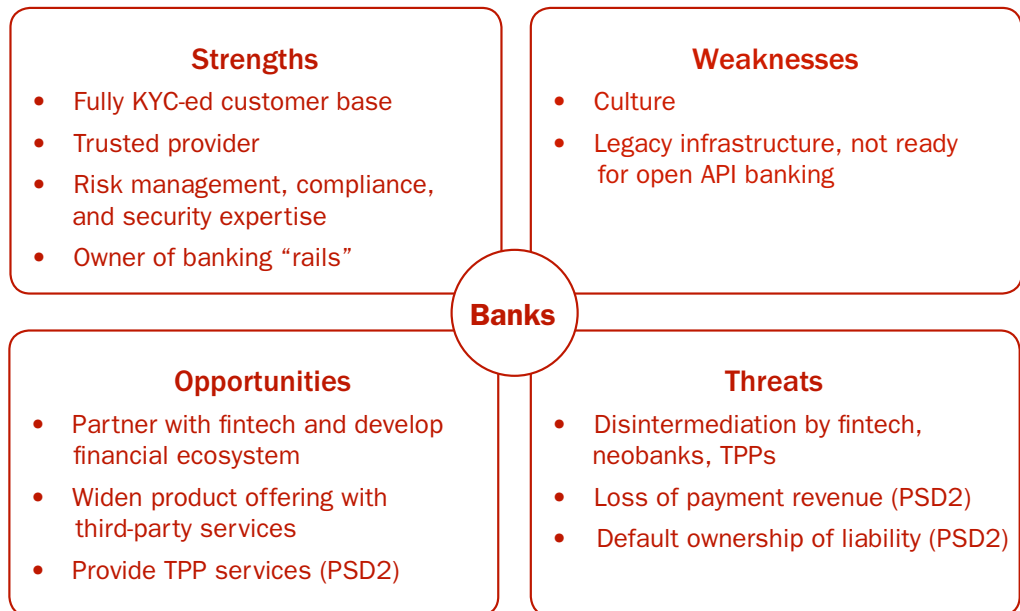 Strengths
• Fully KYC-ed customer base
• Trusted provider
• Risk management, compliance,
and security expertise
• Owner of banking “rails”
Weaknesses
• Culture
• Legacy infrastructure, not ready
for open API banking
Banks
Opportunities
• Partner with fintech and develop
financial ecosystem
• Widen product offering with
third-party services
• Provide TPP services (PSD2)
Threats
• Disintermediation by fintech,
neobanks, TPPs
• Loss of payment revenue (PSD2)
• Default ownership of liability (PSD2)